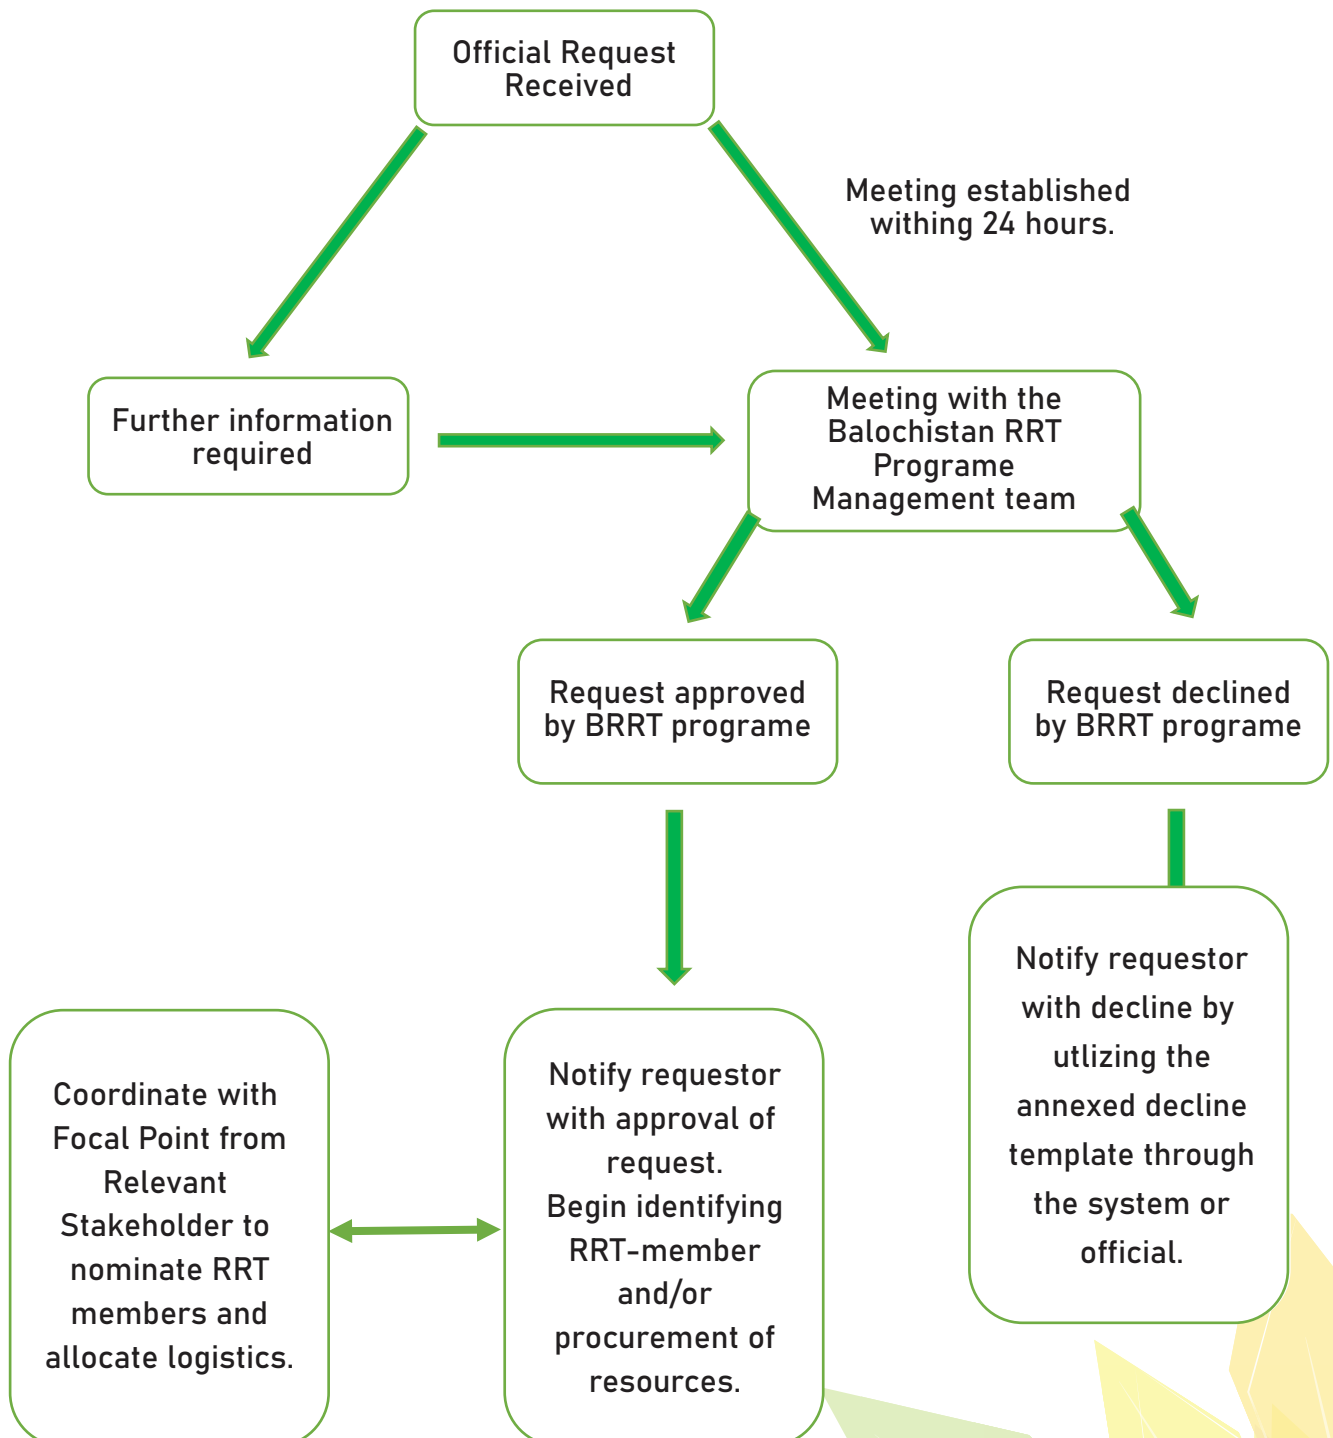 Official Request
Received
Meeting established
withing 24 hours.
Further information
required
Meeting with the
Balochistan RRT
Programe
Management team
Request approved
by BRRT programe
Request declined
by BRRT programe
Coordinate with
Focal Point from
Relevant
Stakeholder to
nominate RRT
members and
allocate logistics.
Notify requestor
with approval of
request.
Begin identifying
RRT-member
and/or
procurement of
resources.
Notify requestor
with decline by
utlizing the
annexed decline
template through
the system or
official.